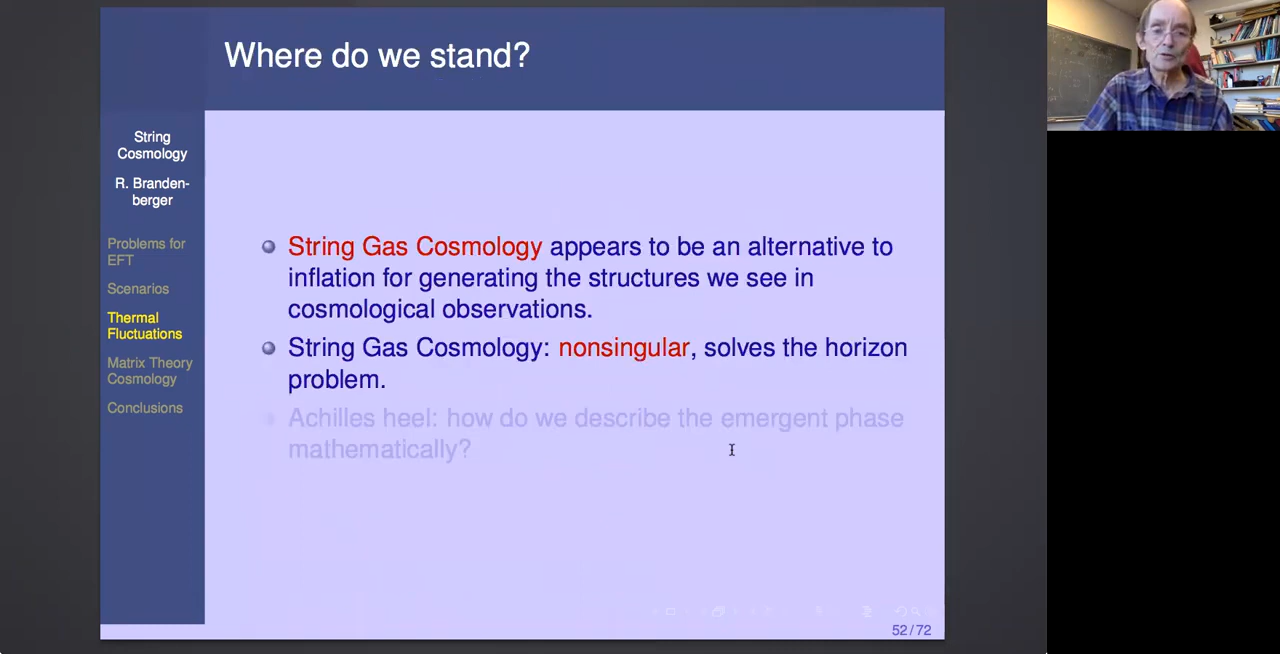 Where do we stand?
String
Cosmology
R. Branden-
berger
Problems for
EFT
Scenarios
Thermal
Fluctuations
Matrix Theory
Cosmology
Conclusions
String Gas Cosmology appears to be an alternative to
inflation for generating the structures we see in
cosmological observations.
String Gas Cosmology: nonsingular, solves the horizon
problem.
Achilles heel: how do we describe the emergent phase
mathematically?
52/72